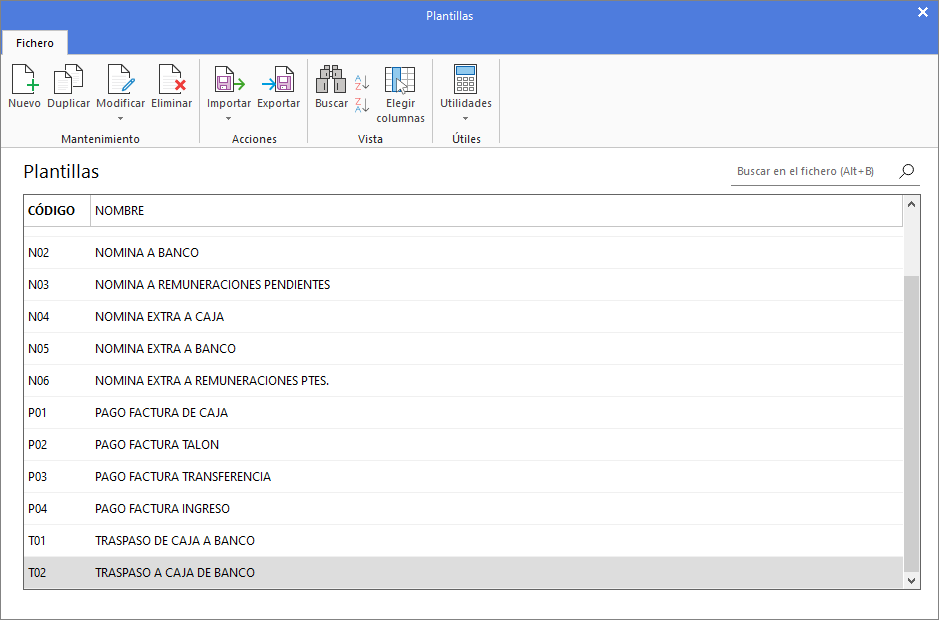 Plantillas
Fichero
Nuevo Duplicar Modificar Eliminar Importar Exportar Buscar Elegir columnas Utilidades
Mantenimiento Acciones Vista Útiles
Plantillas
Buscar en el fichero (Alt+B)
CÓDIGO NOMBRE
N02 NOMINA A BANCO
N03 NOMINA A REMUNERACIONES PENDIENTES
N04 NOMINA EXTRA A CAJA
N05 NOMINA EXTRA A BANCO
N06 NOMINA EXTRA A REMUNERACIONES PTES.
P01 PAGO FACTURA DE CAJA
P02 PAGO FACTURA TALON
P03 PAGO FACTURA TRANSFERENCIA
P04 PAGO FACTURA INGRESO
T01 TRASPASO DE CAJA A BANCO
T02 TRASPASO A CAJA DE BANCO